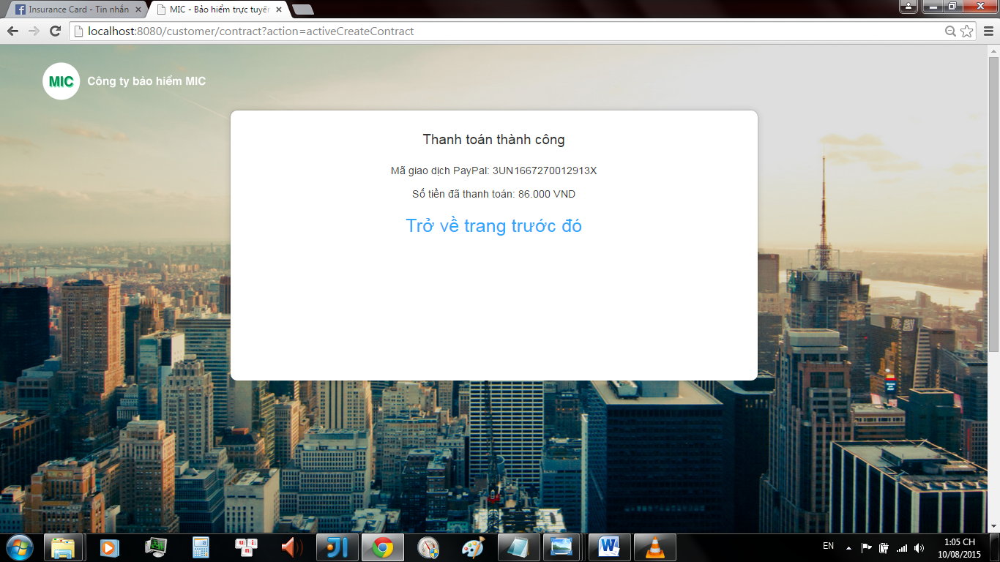 Insurance Card - Tin nhắn
MIC - Bảo hiểm trực tuyến
localhost:8080/customer/contract?action=activeCreateContract
MIC Công ty bảo hiểm MIC
Thanh toán thành công
Mã giao dịch PayPal: 3UN1667270012913X
Số tiền đã thanh toán: 86.000 VND
Trở về trang trước đó
EN
1:05 CH
10/08/2015